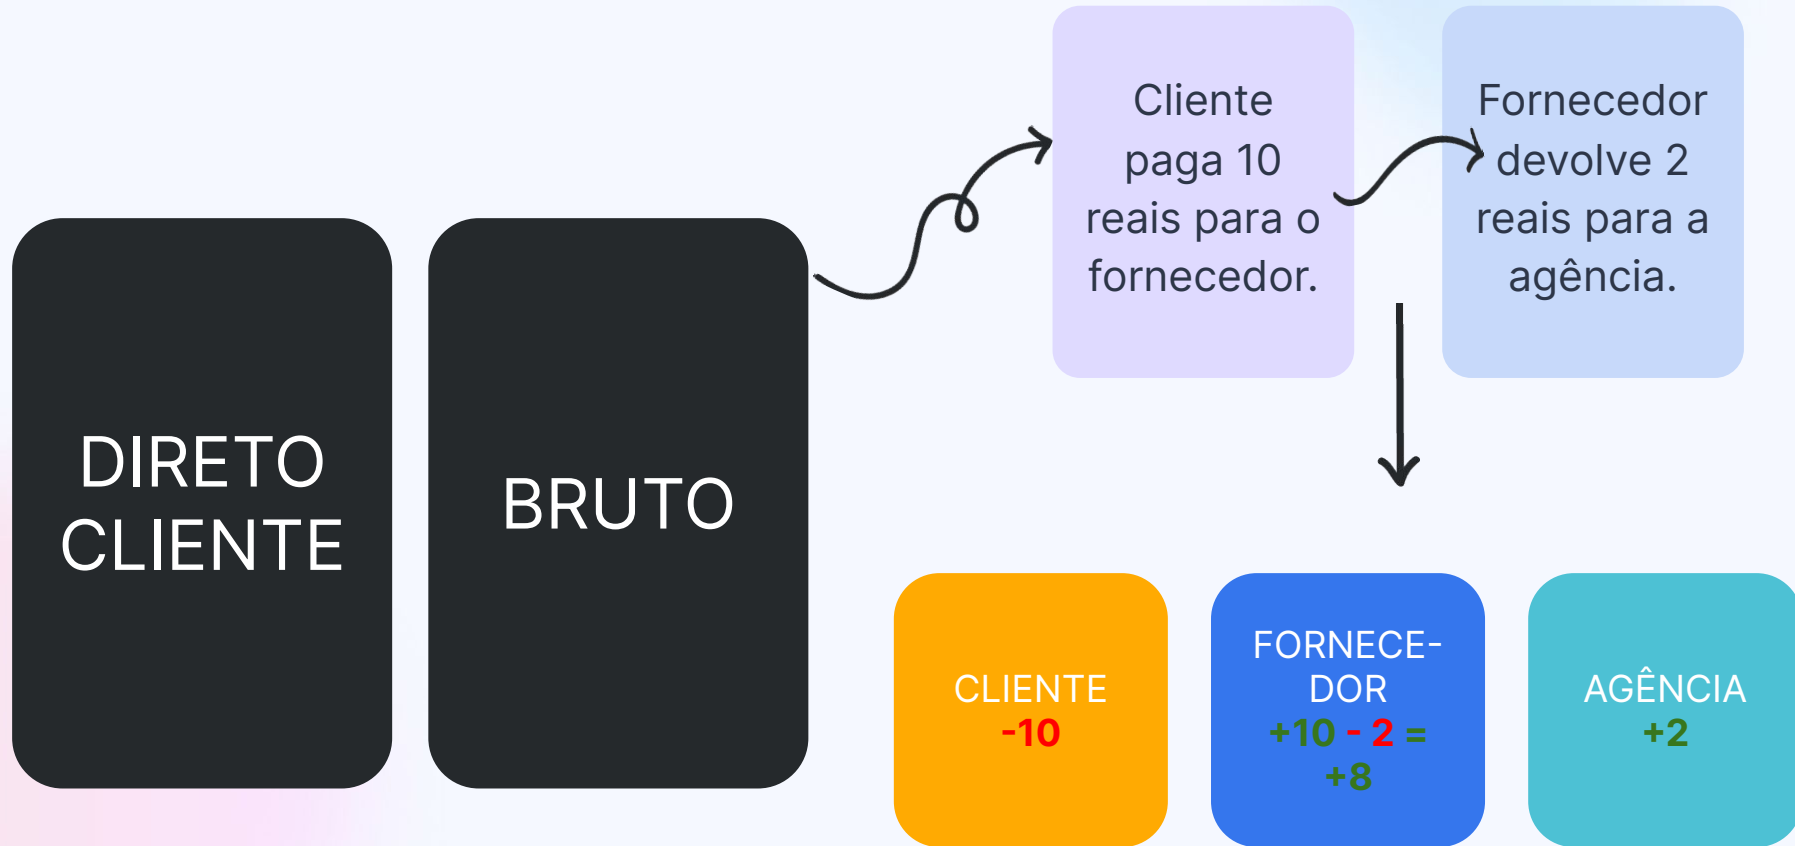 DIRETO
CLIENTE
BRUTO
Cliente
paga 10
reais para o
fornecedor.
Fornecedor
devolve 2
reais para a
agência.
CLIENTE
-10
FORNECE-
DOR
+10 - 2 =
+8
AGÊNCIA
+2